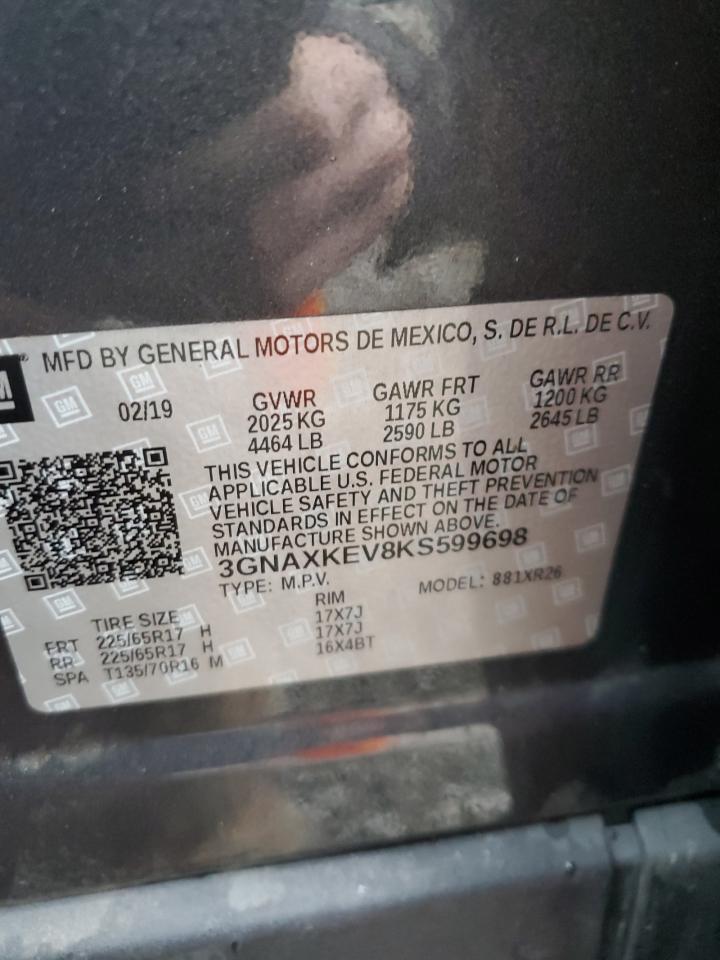 MFD BY GENERAL MOTORS DE MEXICO, S. DE R.L. DE C.V.
02/19
GVWR
2025 KG
4464 LB
GAWR FRT
1175 KG
2590 LB
GAWR RR
1200 KG
2645 LB
THIS VEHICLE CONFORMS TO ALL
APPLICABLE U.S. FEDERAL MOTOR
VEHICLE SAFETY AND THEFT PREVENTION
STANDARDS IN EFFECT ON THE DATE OF
MANUFACTURE SHOWN ABOVE.
3GNAXKEV8KS599698
TYPE: M.P.V. MODEL: 881XR26
TIRE SIZE RIM
FRT 225/65R17 H 17X7J
RR 225/65R17 H 17X7J
SPA T135/70R16 M 16X4BT